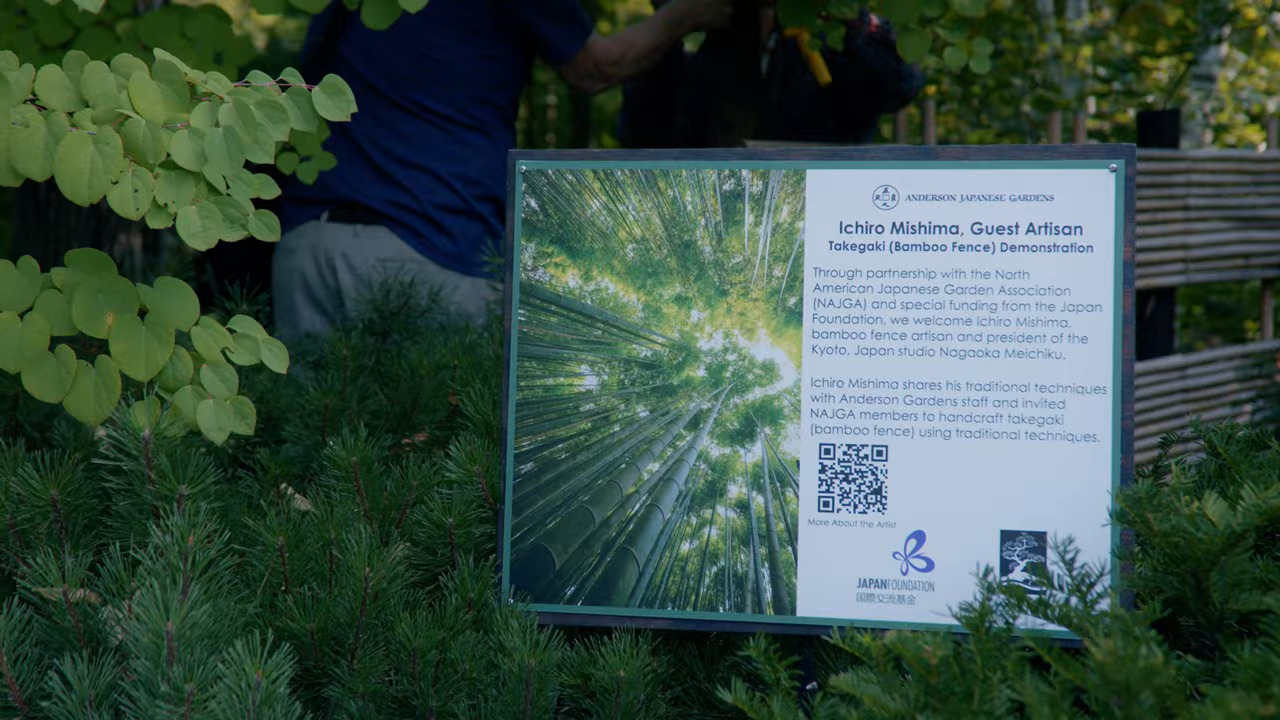 ANDERSON JAPANESE GARDENS
Ichiro Mishima, Guest Artisan
Takegaki (Bamboo Fence) Demonstration
Through partnership with the North
American Japanese Garden Association
(NAJGA) and special funding from the Japan
Foundation, we welcome Ichiro Mishima,
bamboo fence artisan and president of the
Kyoto, Japan studio Nagaoka Meichiku.
Ichiro Mishima shares his traditional techniques
with Anderson Gardens staff and invited
NAJGA members to handcraft takegaki
(bamboo fence) using traditional techniques.
More About the Artist
JAPANFOUNDATION
国際交流基金